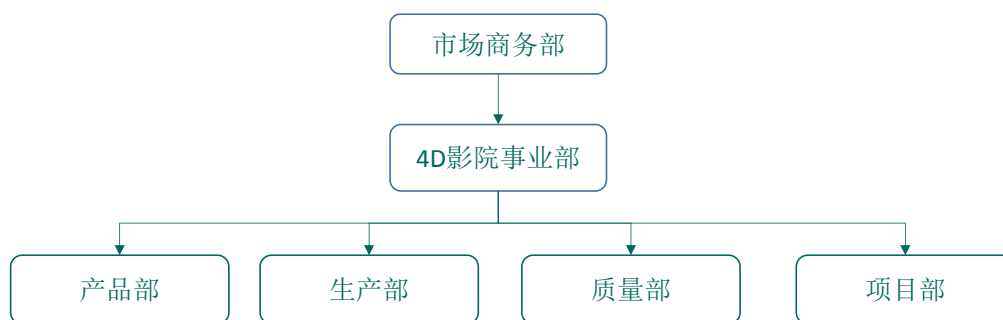 市场商务部
4D影院事业部
产品部
生产部
质量部
项目部